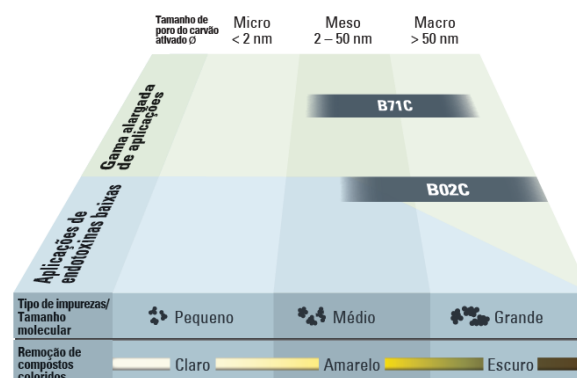 Tamanho de
poro do carvão
ativado Ø
Micro
< 2 nm
Meso
2 – 50 nm
Macro
> 50 nm
Gama alargada
de aplicações
B71C
Aplicações de
endotoxinas baixas
B02C
Tipo de impurezas/
Tamanho
molecular
Pequeno
Médio
Grande
Remoção de
compostos
coloridos
Claro
Amarelo
Escuro